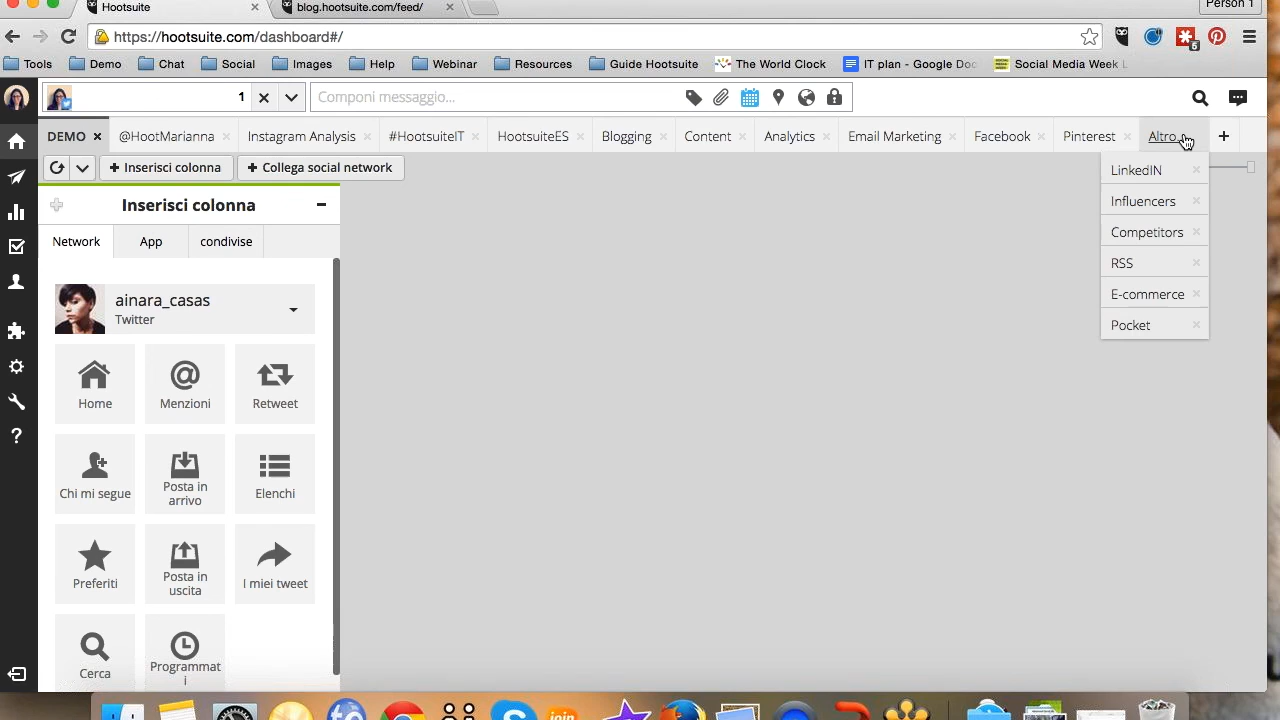 Hootsuite
blog.hootsuite.com/feed/
Person 1
https://hootsuite.com/dashboard#/
5
Tools
Demo
Chat
Social
Images
Help
Webinar
Resources
Guide Hootsuite
The World Clock
IT plan - Google Doc
Social Media Week L
1
Componi messaggio...
DEMO
@HootMarianna
Instagram Analysis
#HootsuiteIT
HootsuiteES
Blogging
Content
Analytics
Email Marketing
Facebook
Pinterest
Altro...
Inserisci colonna
Collega social network
LinkedIN
Influencers
Competitors
RSS
E-commerce
Pocket
Inserisci colonna
Network
App
condivise
ainara_casas
Twitter
Home
Menzioni
Retweet
Chi mi segue
Posta in
arrivo
Elenchi
Preferiti
Posta in
uscita
I miei tweet
Cerca
Programmat
i
join